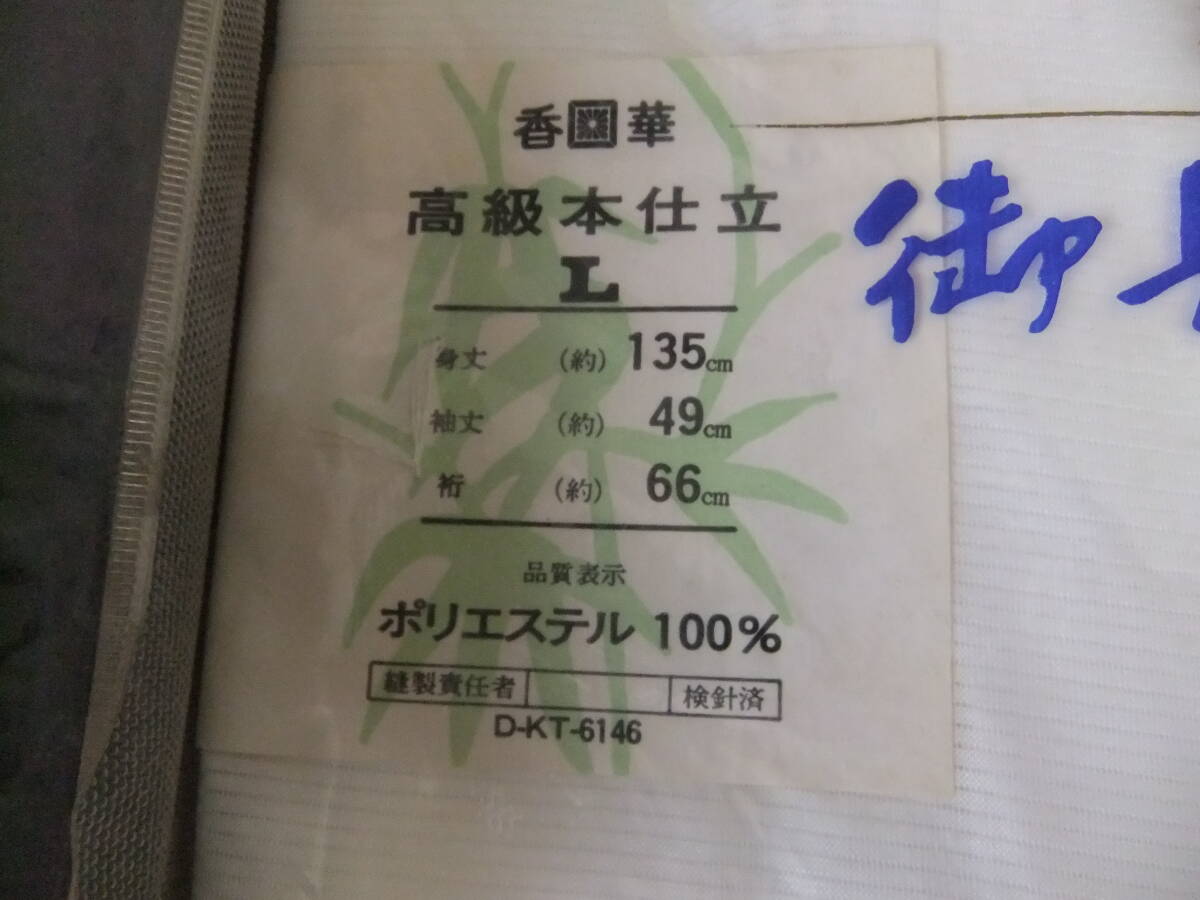 香華
高級本仕立
L
身丈 (約) 135cm
袖丈 (約) 49cm
裄 (約) 66cm
品質表示
ポリエステル 100%
縫製責任者 検針済
D-KT-6146
御